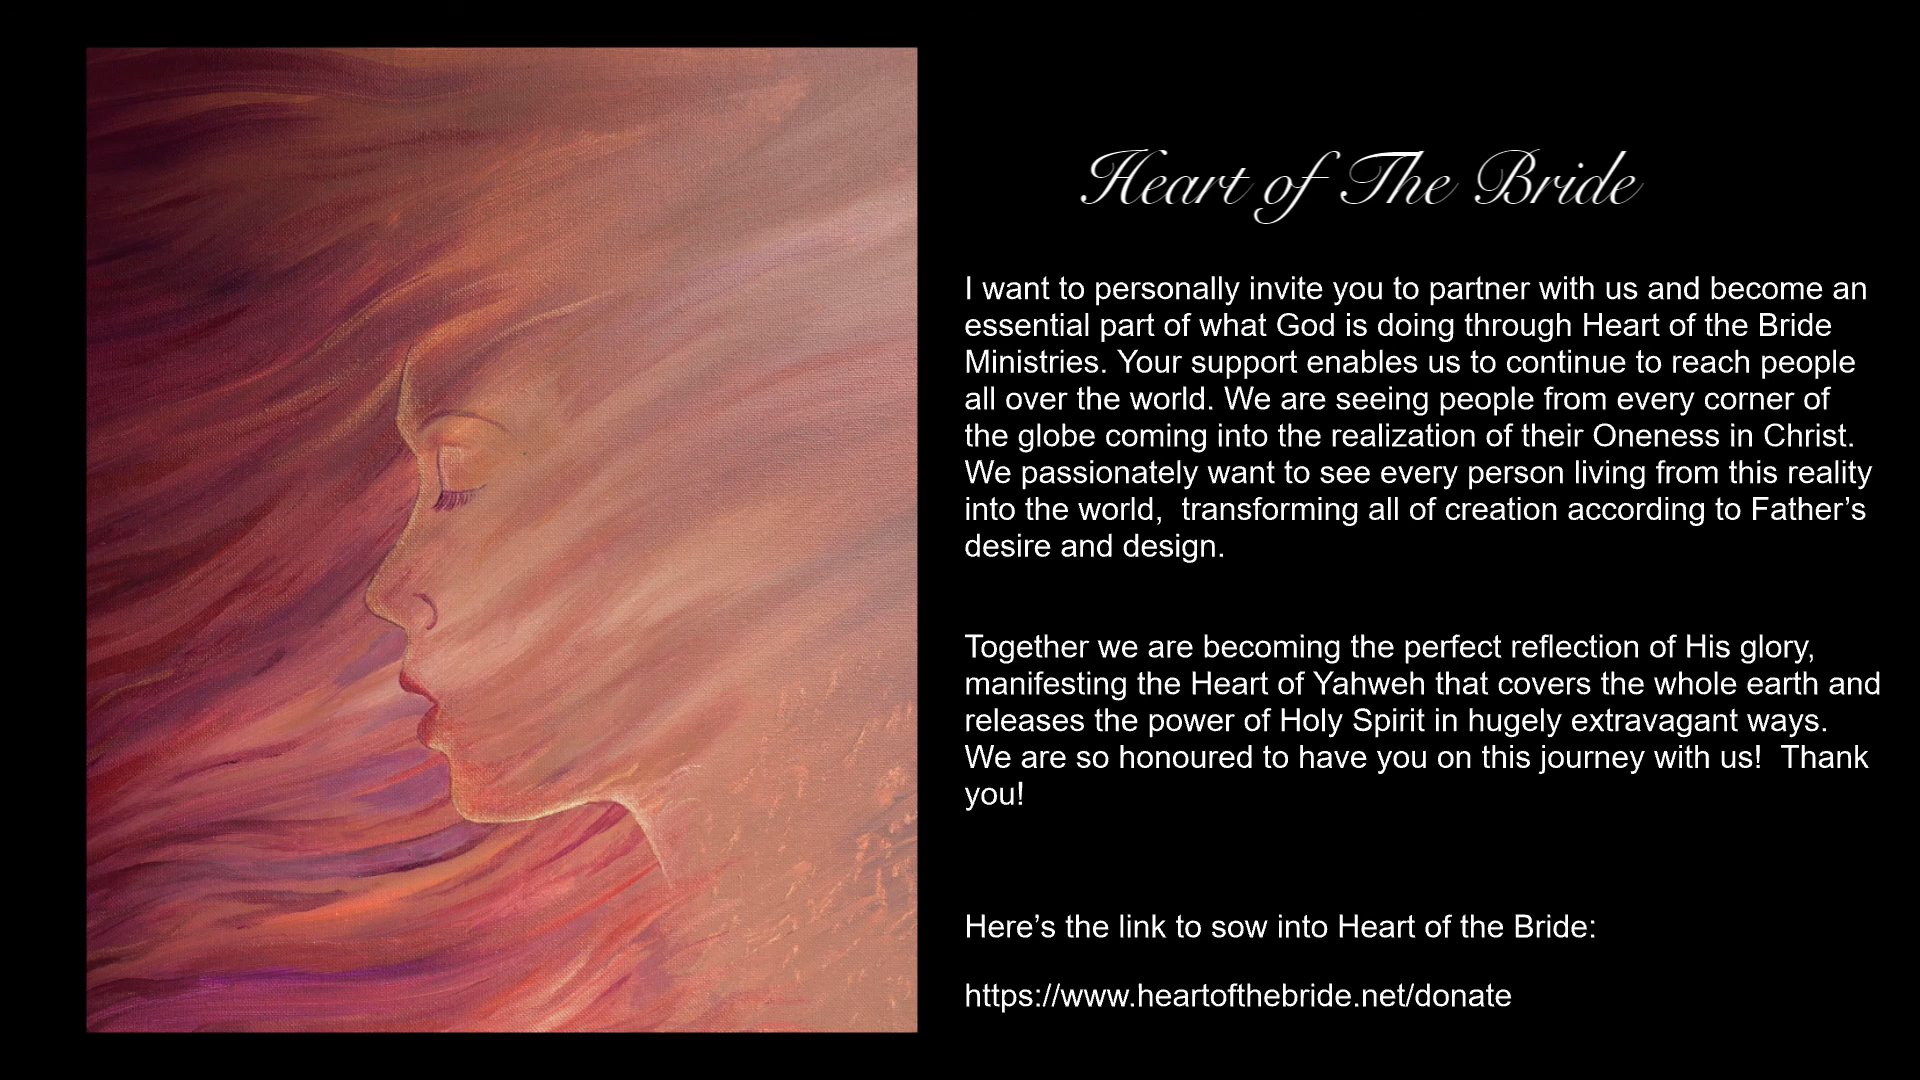 Heart of The Bride
I want to personally invite you to partner with us and become an
essential part of what God is doing through Heart of the Bride
Ministries. Your support enables us to continue to reach people
all over the world. We are seeing people from every corner of
the globe coming into the realization of their Oneness in Christ.
We passionately want to see every person living from this reality
into the world,  transforming all of creation according to Father’s
desire and design.
Together we are becoming the perfect reflection of His glory,
manifesting the Heart of Yahweh that covers the whole earth and
releases the power of Holy Spirit in hugely extravagant ways.
We are so honoured to have you on this journey with us!  Thank
you!
Here’s the link to sow into Heart of the Bride:
https://www.heartofthebride.net/donate